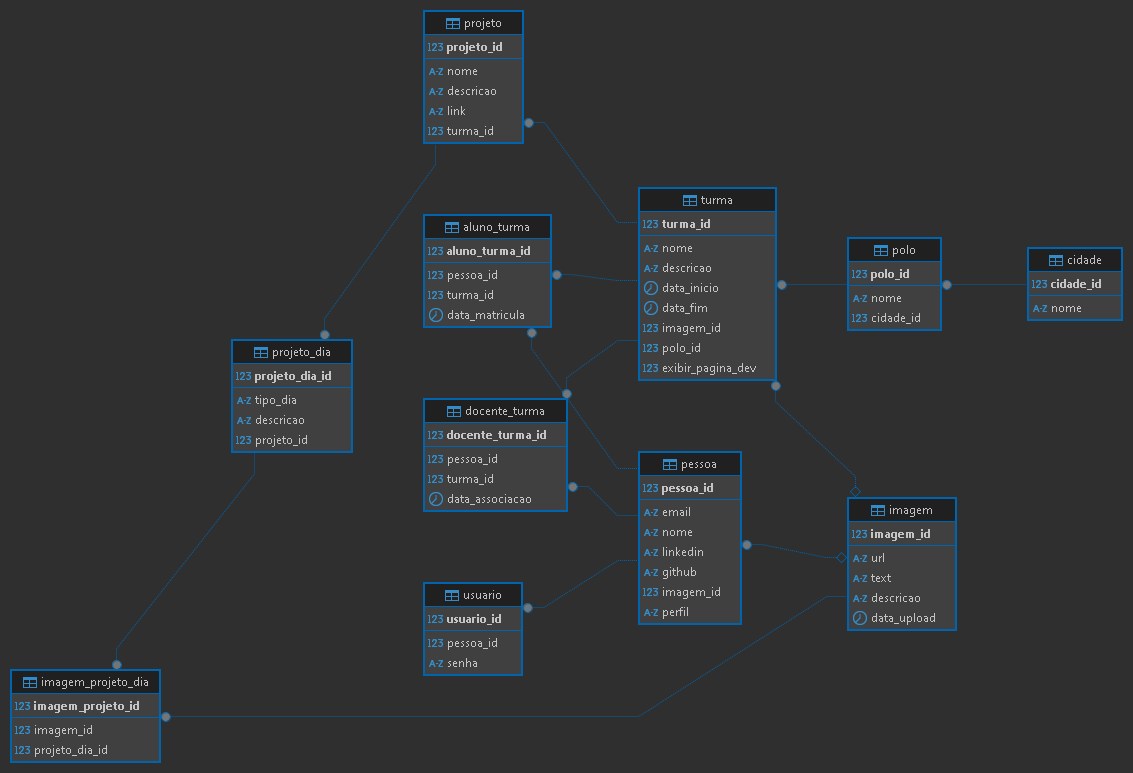 projeto
123 projeto_id
A-Z nome
A-Z descricao
A-Z link
123 turma_id
aluno_turma
123 aluno_turma_id
123 pessoa_id
123 turma_id
data_matricula
turma
123 turma_id
A-Z nome
A-Z descricao
data_inicio
data_fim
123 imagem_id
123 polo_id
123 exibir_pagina_dev
polo
123 polo_id
A-Z nome
123 cidade_id
cidade
123 cidade_id
A-Z nome
projeto_dia
123 projeto_dia_id
A-Z tipo_dia
A-Z descricao
123 projeto_id
docente_turma
123 docente_turma_id
123 pessoa_id
123 turma_id
data_associacao
pessoa
123 pessoa_id
A-Z email
A-Z nome
A-Z linkedin
A-Z github
123 imagem_id
A-Z perfil
imagem
123 imagem_id
A-Z url
A-Z text
A-Z descricao
data_upload
usuario
123 usuario_id
123 pessoa_id
A-Z senha
imagem_projeto_dia
123 imagem_projeto_id
123 imagem_id
123 projeto_dia_id